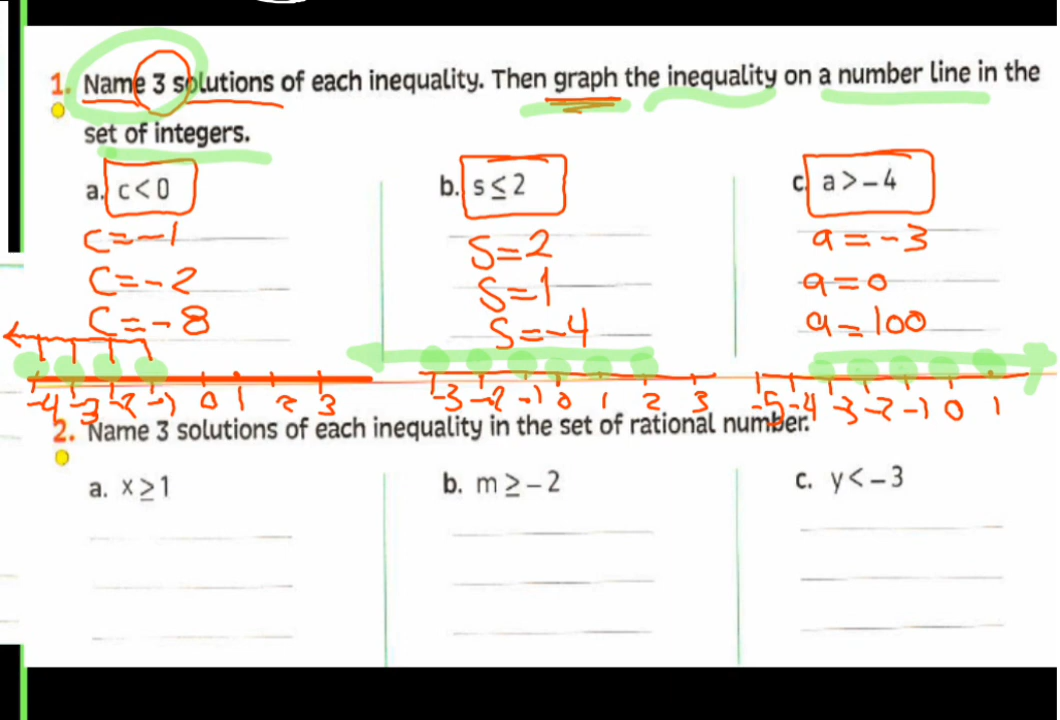 1. Name 3 solutions of each inequality. Then graph the inequality on a number line in the
set of integers.
a. c<0
b. s≤2
c. a>-4
c=-1
c=-2
c=-8
s=2
s=1
s=-4
a=-3
a=0
a=100
-4 -3 -2 -1 0 1 2 3
-3 -2 -1 0 1 2 3
-5 -4 -3 -2 -1 0 1
2. Name 3 solutions of each inequality in the set of rational number.
a. x≥1
b. m≥-2
c. y<-3